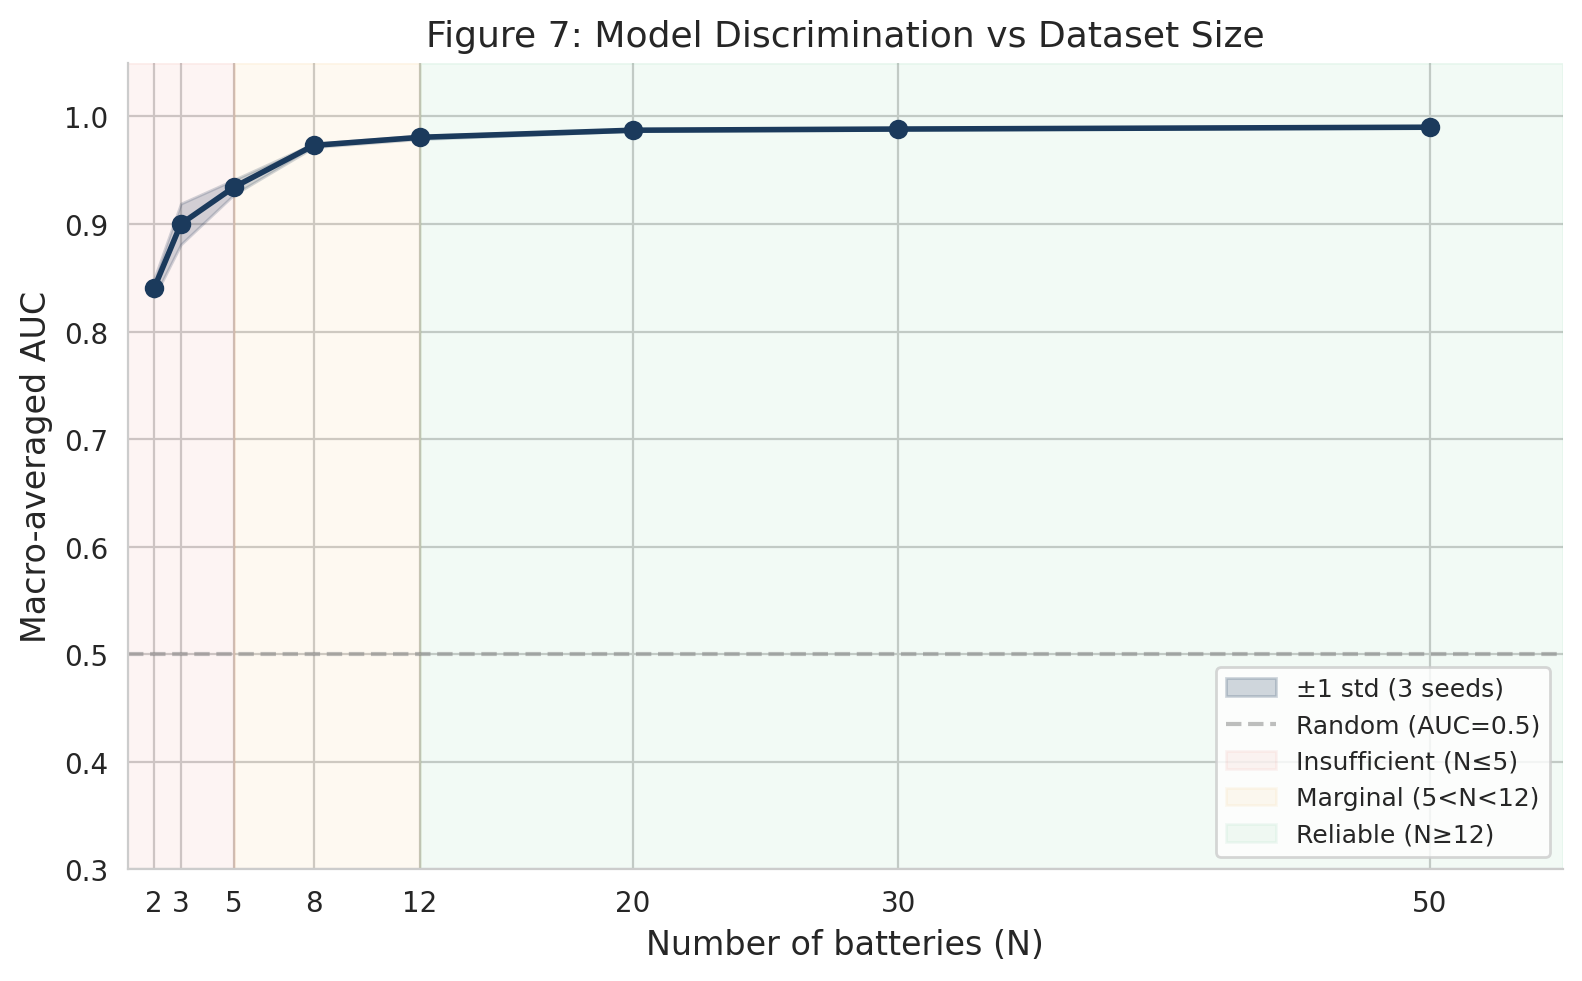 Figure 7: Model Discrimination vs Dataset Size
Macro-averaged AUC
1.0
0.9
0.8
0.7
0.6
0.5
0.4
0.3
±1 std (3 seeds)
Random (AUC=0.5)
Insufficient (N≤5)
Marginal (5<N<12)
Reliable (N≥12)
2 3 5 8 12 20 30 50
Number of batteries (N)